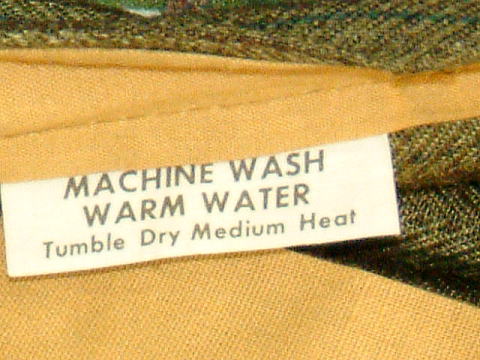 MACHINE WASH
WARM WATER
Tumble Dry Medium Heat